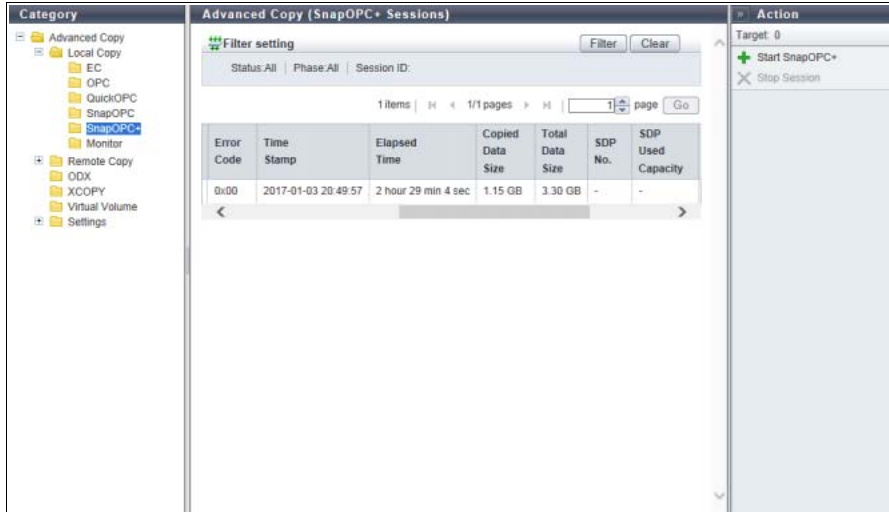 Category
Advanced Copy
Local Copy
EC
OPC
QuickOPC
SnapOPC
SnapOPC+
Monitor
Remote Copy
ODX
XCOPY
Virtual Volume
Settings
Advanced Copy (SnapOPC+ Sessions)
Filter setting
Filter Clear
Status:All | Phase:All | Session ID:
1 items | 1/1 pages | 1 page Go
Error Code Time Stamp Elapsed Time Copied Data Size Total Data Size SDP No. SDP Used Capacity
0x00 2017-01-03 20:49:57 2 hour 29 min 4 sec 1.15 GB 3.30 GB - -
» Action
Target: 0
Start SnapOPC+
Stop Session